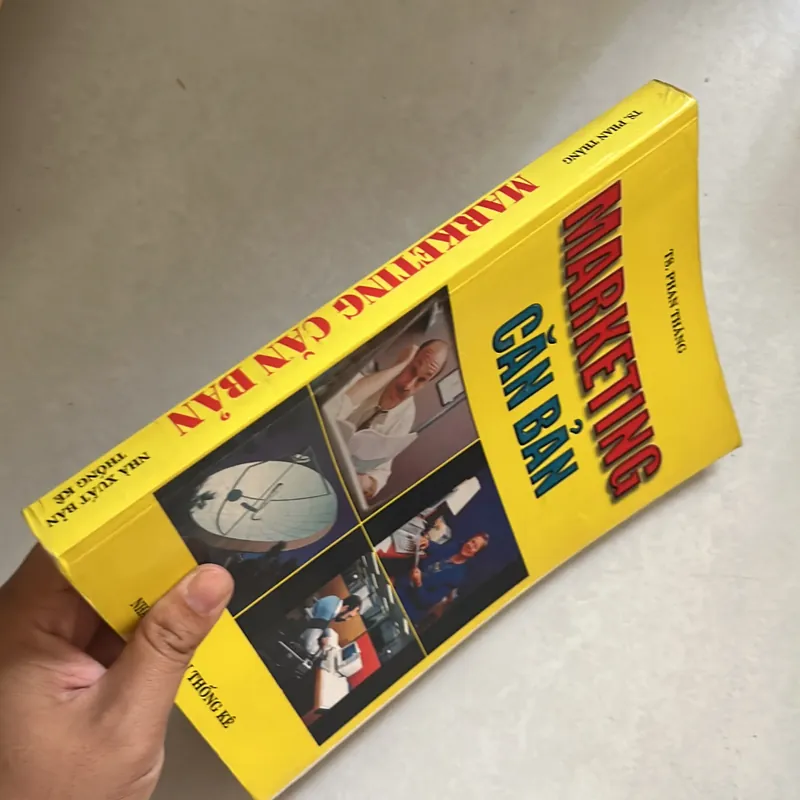 TS. PHAN THĂNG
MARKETING CĂN BẢN
NHÀ XUẤT BẢN
THỐNG KÊ
TS. PHAN THĂNG
MARKETING
CĂN BẢN
THỐNG KÊ